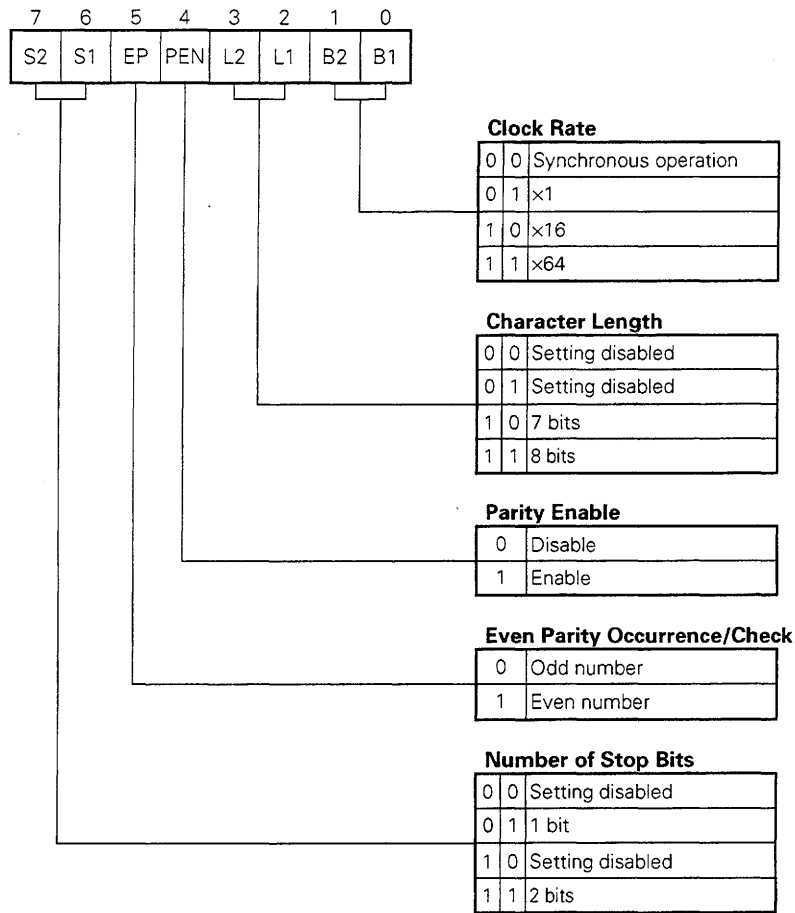 7 6 5 4 3 2 1 0
S2 S1 EP PEN L2 L1 B2 B1
Clock Rate
0 0 Synchronous operation
0 1 ×1
1 0 ×16
1 1 ×64
Character Length
0 0 Setting disabled
0 1 Setting disabled
1 0 7 bits
1 1 8 bits
Parity Enable
0 Disable
1 Enable
Even Parity Occurrence/Check
0 Odd number
1 Even number
Number of Stop Bits
0 0 Setting disabled
0 1 1 bit
1 0 Setting disabled
1 1 2 bits